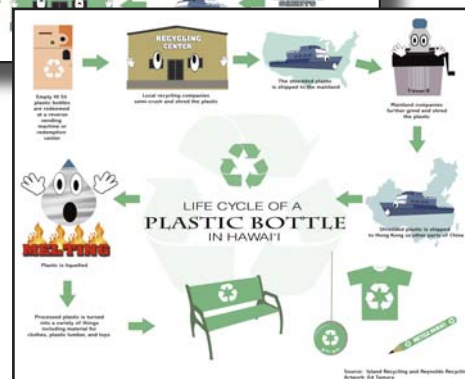 RECYCLING
CENTER
Empty HI 5¢
plastic bottles
are redeemed
at a reverse
vending
machine or
redemption
center
Local recycling companies
semi-crush and shred the plastic
The shredded plastic
is shipped to the mainland
Mainland companies
further grind and shred
the plastic
Shredded plastic is shipped
to Hong Kong or other parts of China
MELTING
Plastic is liquefied
LIFE CYCLE OF A
PLASTIC BOTTLE
IN HAWAI'I
Processed plastic is turned
into a variety of things
including material for
clothes, plastic lumber, and toys
Source: Island Recycling and Reynolds Recycling
Artwork: Ed Tamura